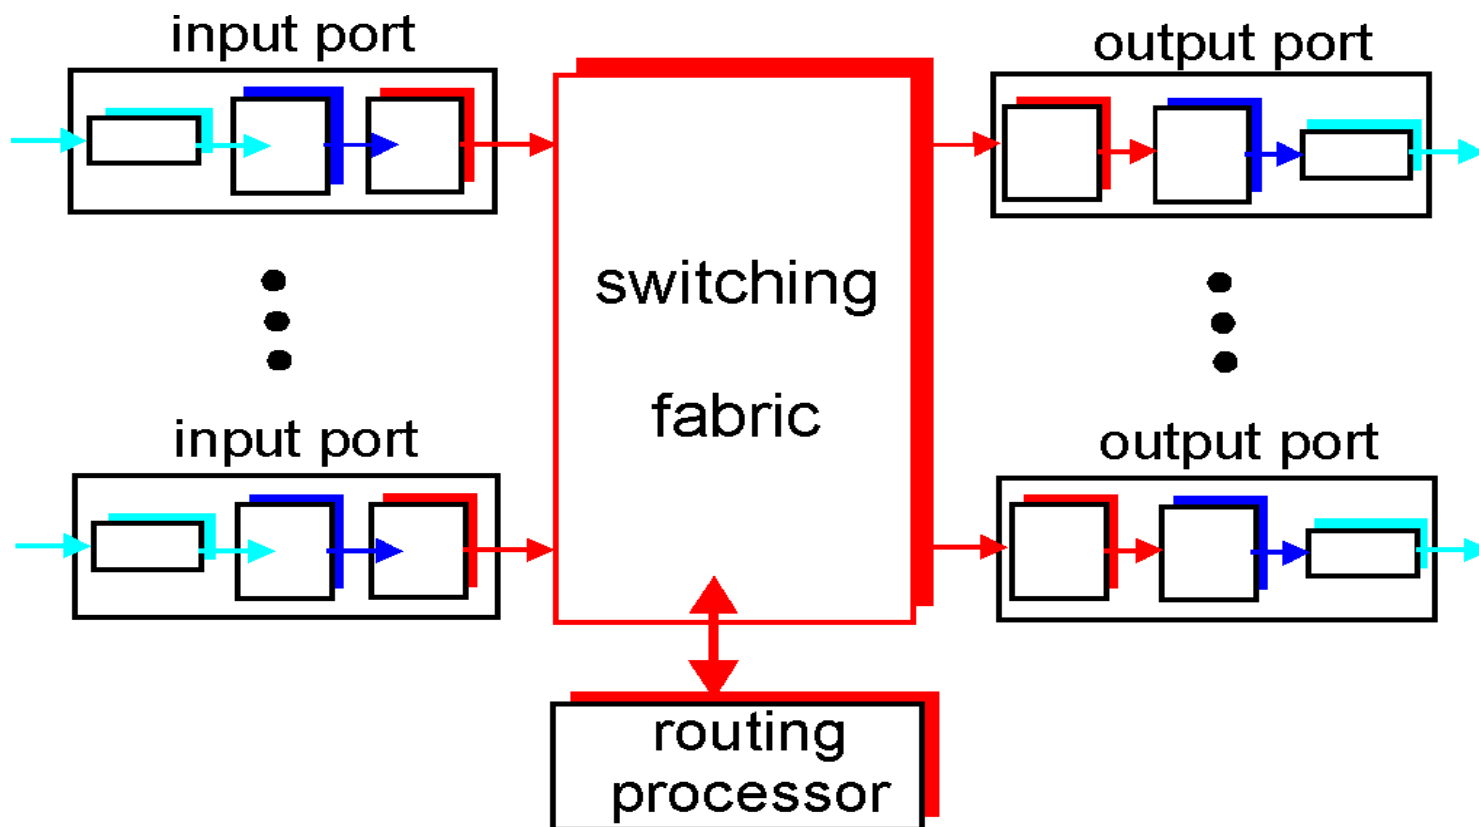 input port
output port
switching
fabric
input port
output port
routing
processor